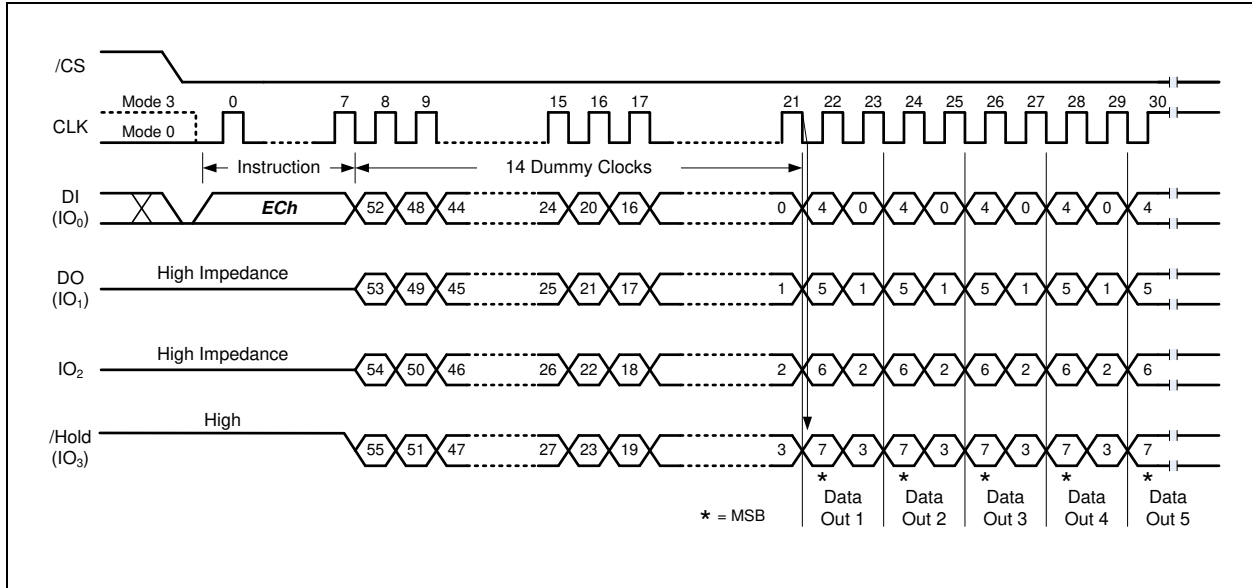 /CS
Mode 3 0 7 8 9 15 16 17 21 22 23 24 25 26 27 28 29 30
CLK
Mode 0
Instruction 14 Dummy Clocks
DI
(IO0)
ECh 52 48 44 24 20 16 0 4 0 4 0 4 0 4 0 4
DO
(IO1)
High Impedance 53 49 45 25 21 17 1 5 1 5 1 5 1 5 1 5
IO2
High Impedance 54 50 46 26 22 18 2 6 2 6 2 6 2 6 2 6
/Hold
(IO3)
High 55 51 47 27 23 19 3 7 3 7 3 7 3 7 3 7
* * * * *
* = MSB
Data Out 1
Data Out 2
Data Out 3
Data Out 4
Data Out 5